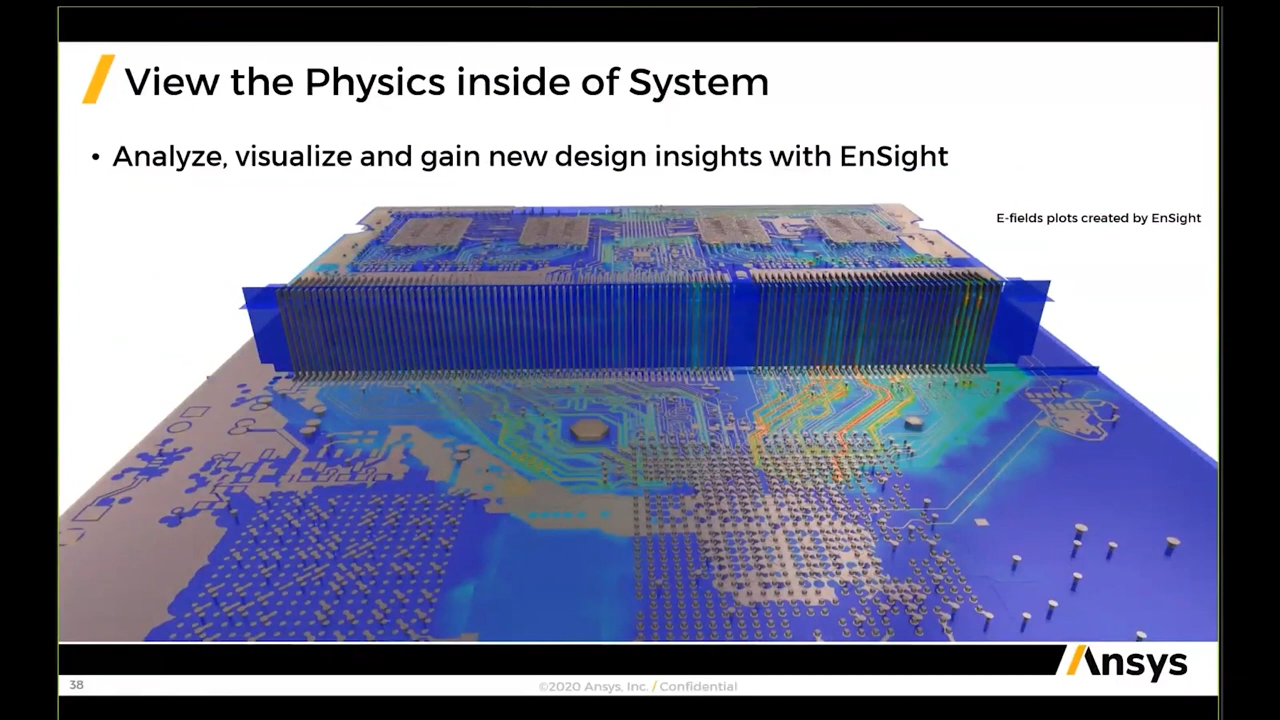 View the Physics inside of System
• Analyze, visualize and gain new design insights with EnSight
E-fields plots created by EnSight
Ansys
38
©2020 Ansys, Inc. / Confidential